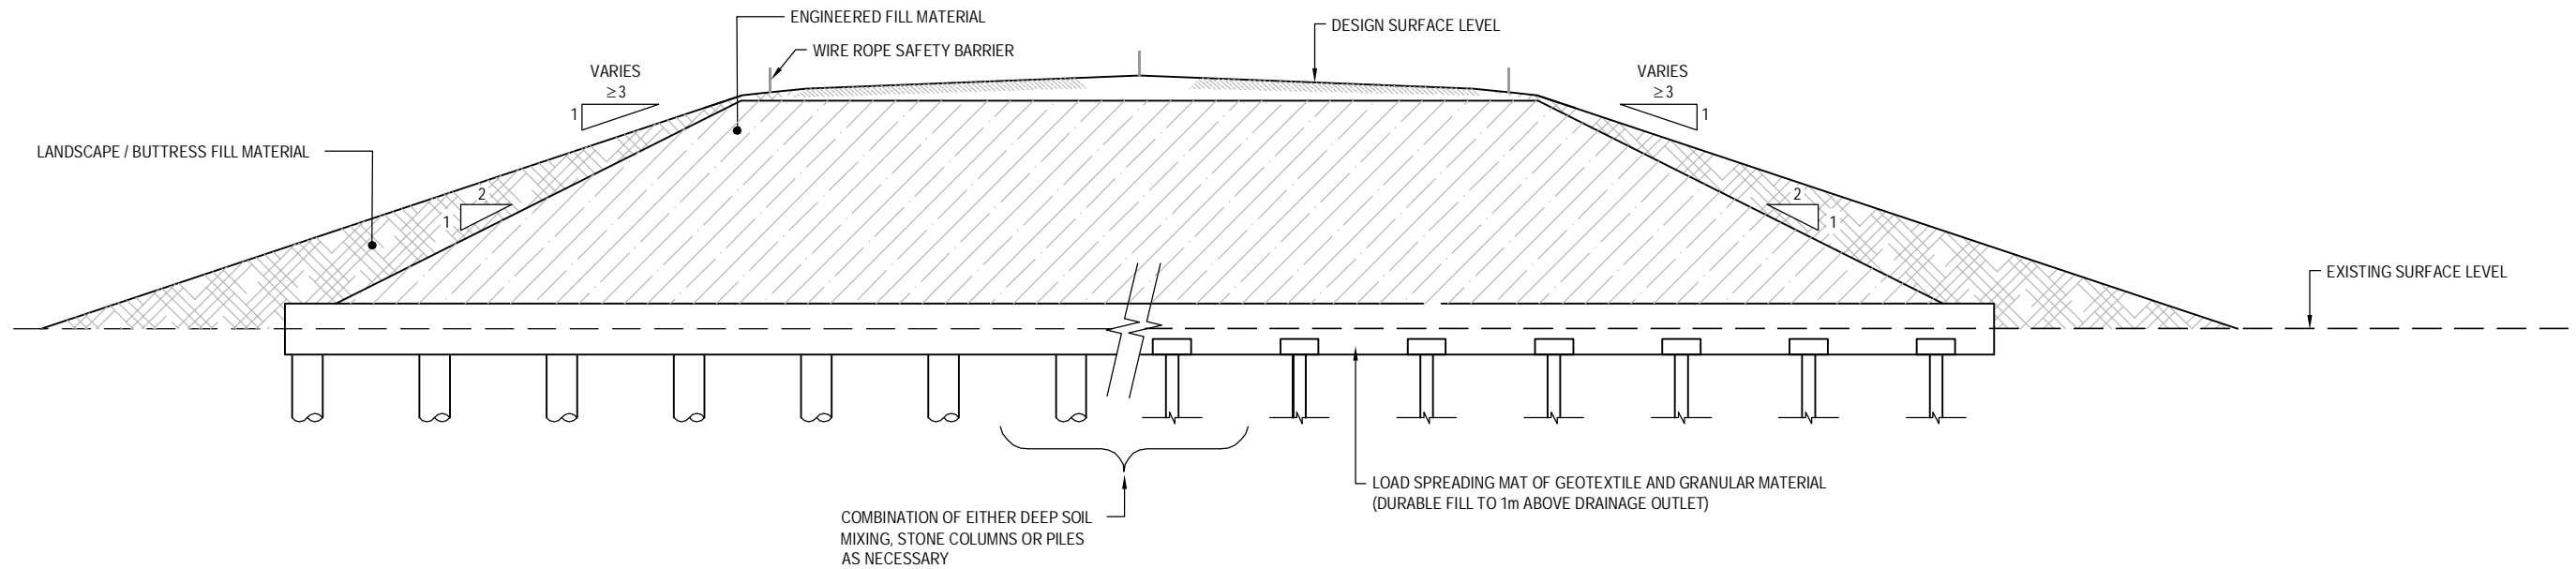 ENGINEERED FILL MATERIAL
DESIGN SURFACE LEVEL
WIRE ROPE SAFETY BARRIER
VARIES
≥3
1
VARIES
≥3
1
LANDSCAPE / BUTTRESS FILL MATERIAL
2
1
2
1
EXISTING SURFACE LEVEL
LOAD SPREADING MAT OF GEOTEXTILE AND GRANULAR MATERIAL
(DURABLE FILL TO 1m ABOVE DRAINAGE OUTLET)
COMBINATION OF EITHER DEEP SOIL
MIXING, STONE COLUMNS OR PILES
AS NECESSARY